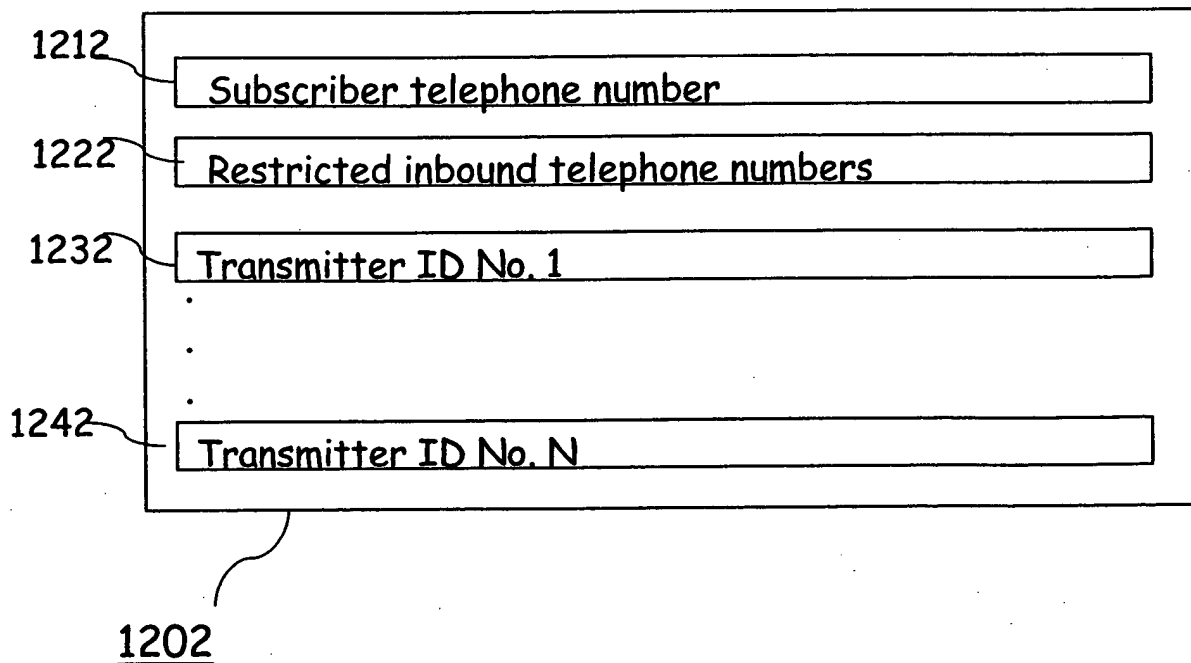 1212
Subscriber telephone number
1222
Restricted inbound telephone numbers
1232
Transmitter ID No. 1
.
.
.
1242
Transmitter ID No. N
1202